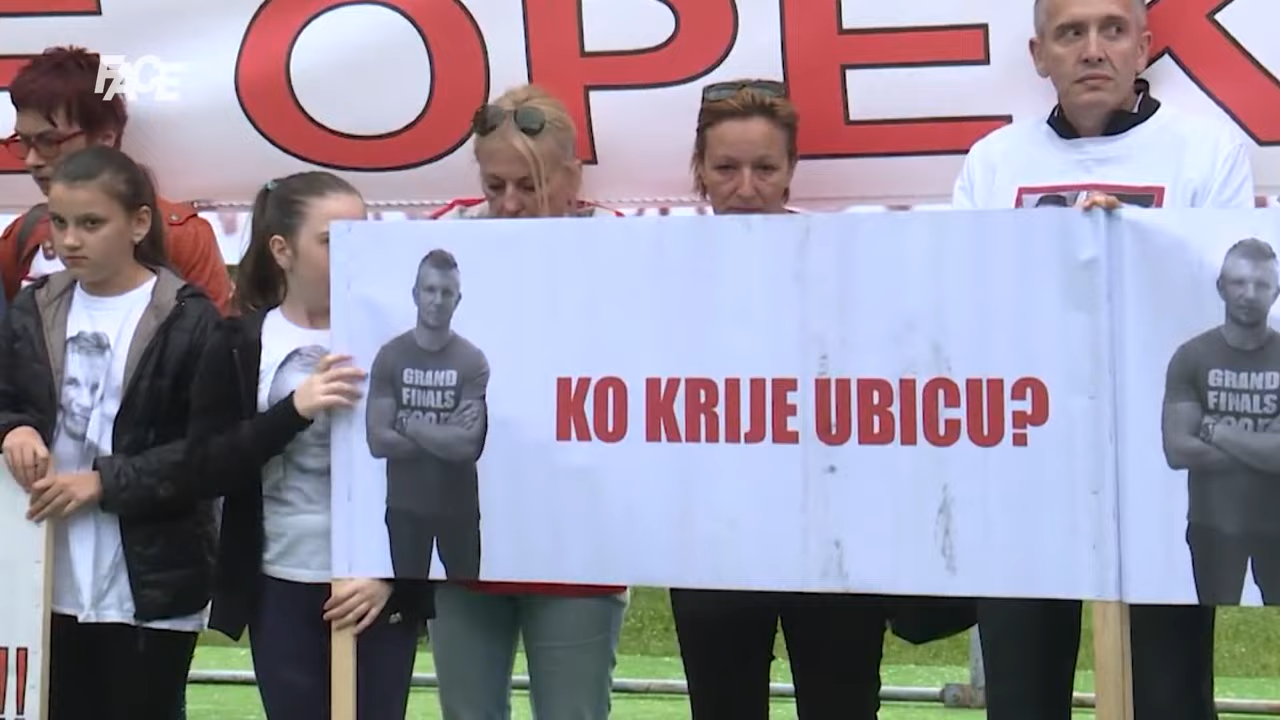 E OPEK
FACE
KO KRIJE UBICU?
GRAND
FINALS
GRAND
FINALS
!!